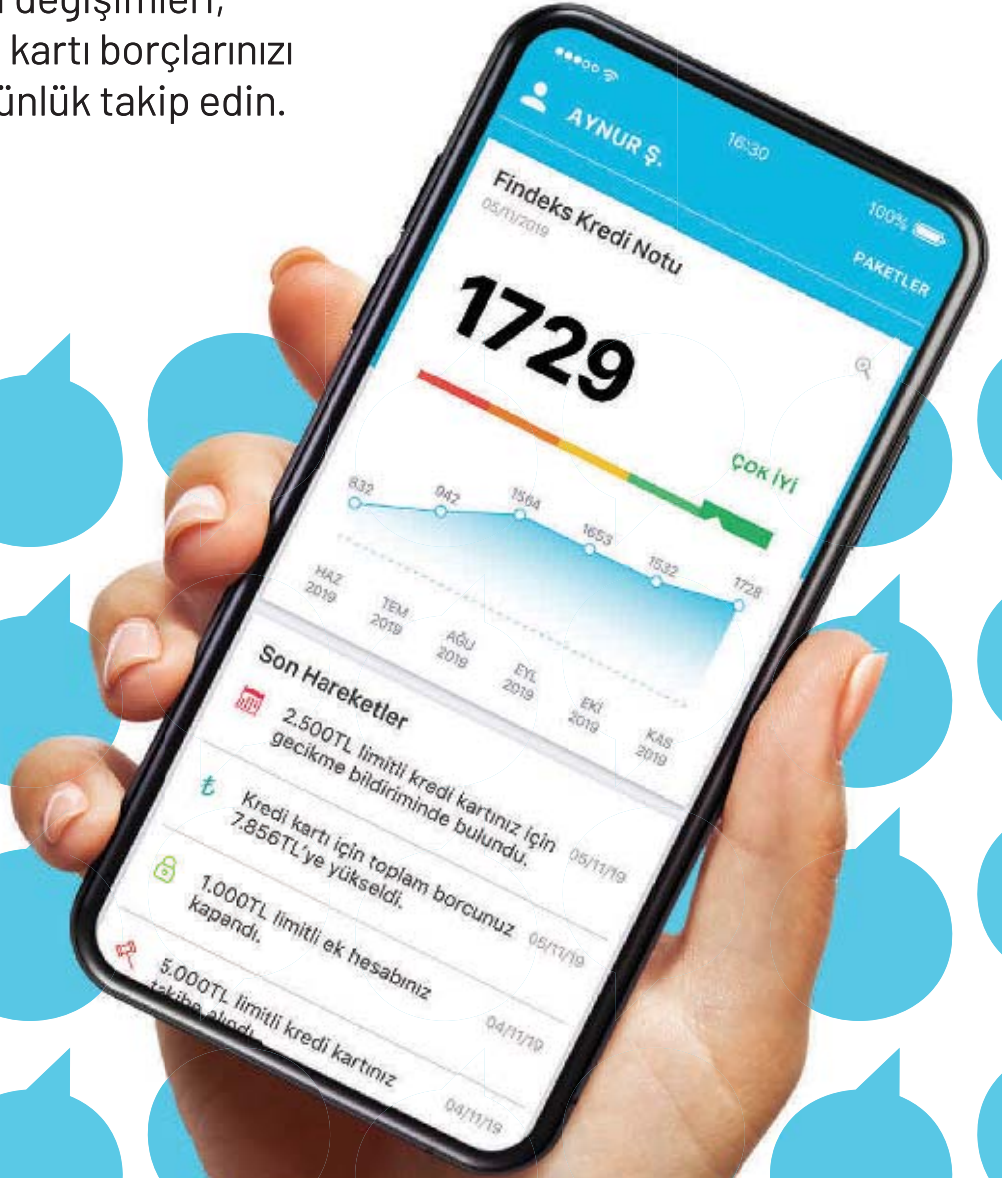 değişimleri,
kartı borçlarınızı
takip edin.
16:30
100%
AYNUR Ş.
PAKETLER
Findeks Kredi Notu
05/11/2019
1729
ÇOK İYİ
832
942
1564
1653
1532
1728
HAZ
2019
TEM
2019
AĞU
2019
EYL
2019
EKİ
2019
KAS
2019
Son Hareketler
2.500TL limitli kredi kartınız için
gecikme bildiriminde bulundu.
05/11/19
Kredi kartı için toplam borcunuz
7.856TL'ye yükseldi.
05/11/19
1.000TL limitli ek hesabınız
kapandı.
04/11/19
5.000TL limitli kredi kartınız
takibe alındı.
04/11/19